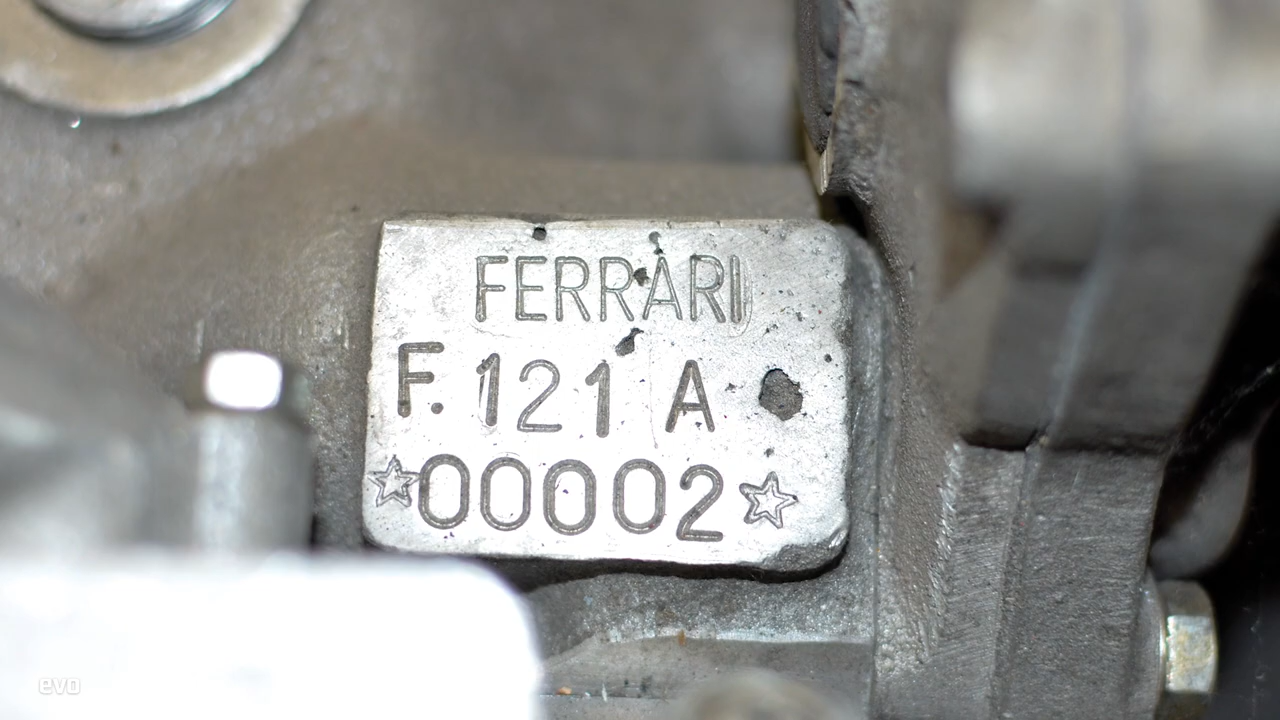 FERRARI
F. 121 A
☆00002☆
evo